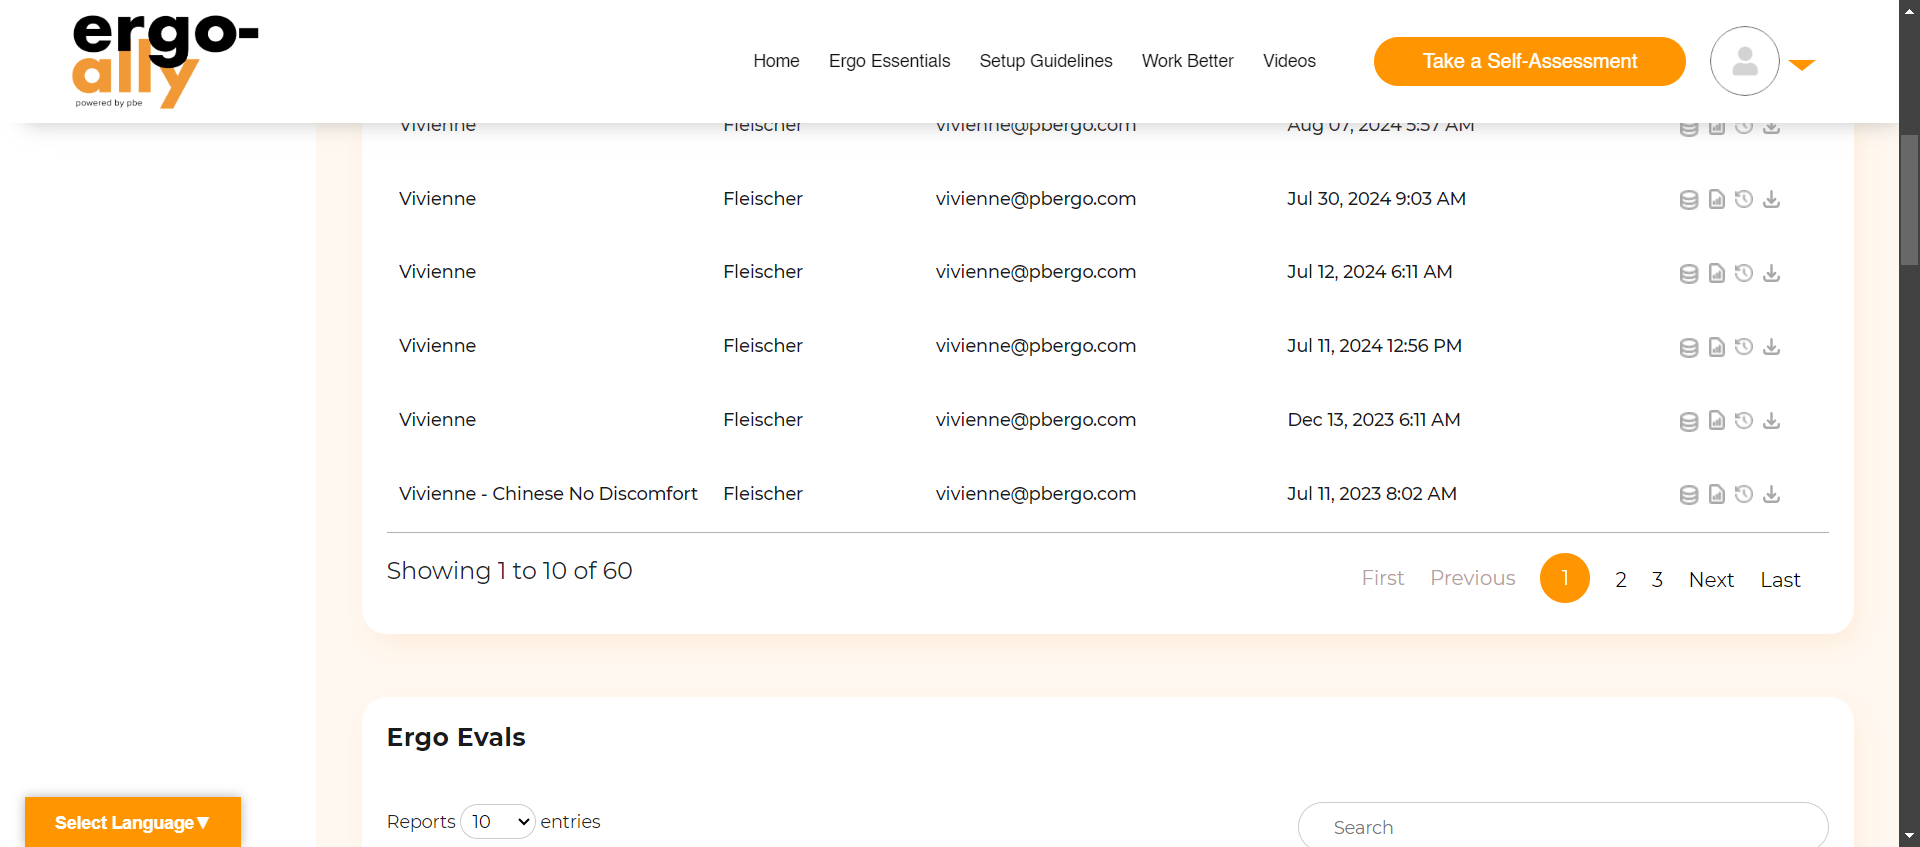 ergo-
ally
powered by pbe
Home Ergo Essentials Setup Guidelines Work Better Videos Take a Self-Assessment
Vivienne Fleischer vivienne@pbergo.com Aug 07, 2024 5:57 AM
Vivienne Fleischer vivienne@pbergo.com Jul 30, 2024 9:03 AM
Vivienne Fleischer vivienne@pbergo.com Jul 12, 2024 6:11 AM
Vivienne Fleischer vivienne@pbergo.com Jul 11, 2024 12:56 PM
Vivienne Fleischer vivienne@pbergo.com Dec 13, 2023 6:11 AM
Vivienne - Chinese No Discomfort Fleischer vivienne@pbergo.com Jul 11, 2023 8:02 AM
Showing 1 to 10 of 60 First Previous 1 2 3 Next Last
Ergo Evals
Reports 10 entries Search
Select Language▼